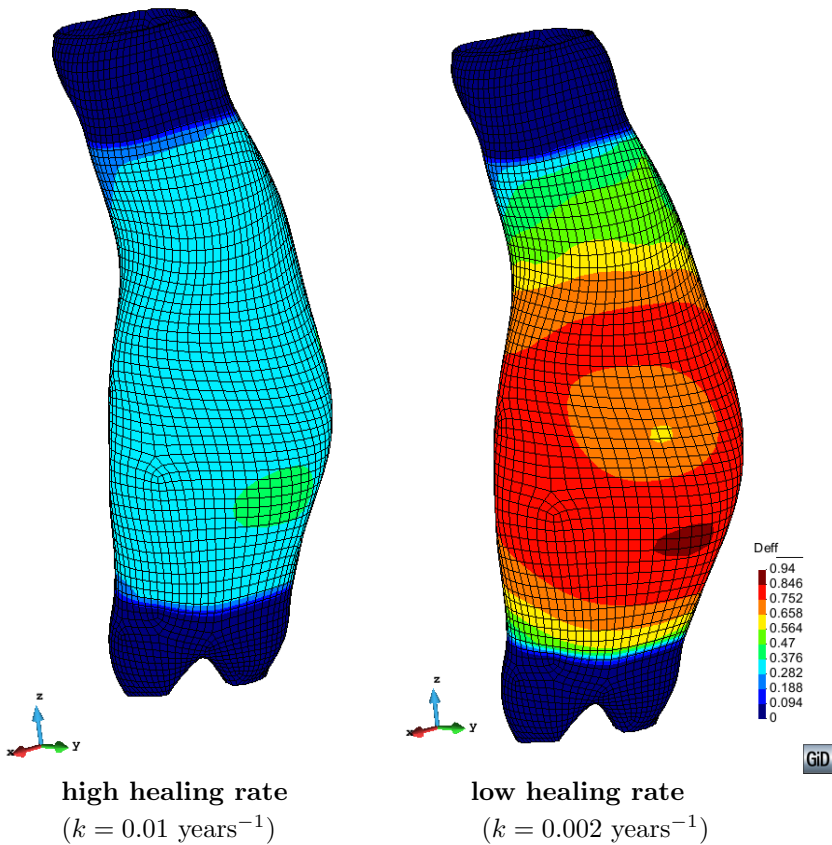 z
x
y
z
x
y
Deff
0.94
0.846
0.752
0.658
0.564
0.47
0.376
0.282
0.188
0.094
0
GiD
high healing rate
(k = 0.01 years⁻¹)
low healing rate
(k = 0.002 years⁻¹)